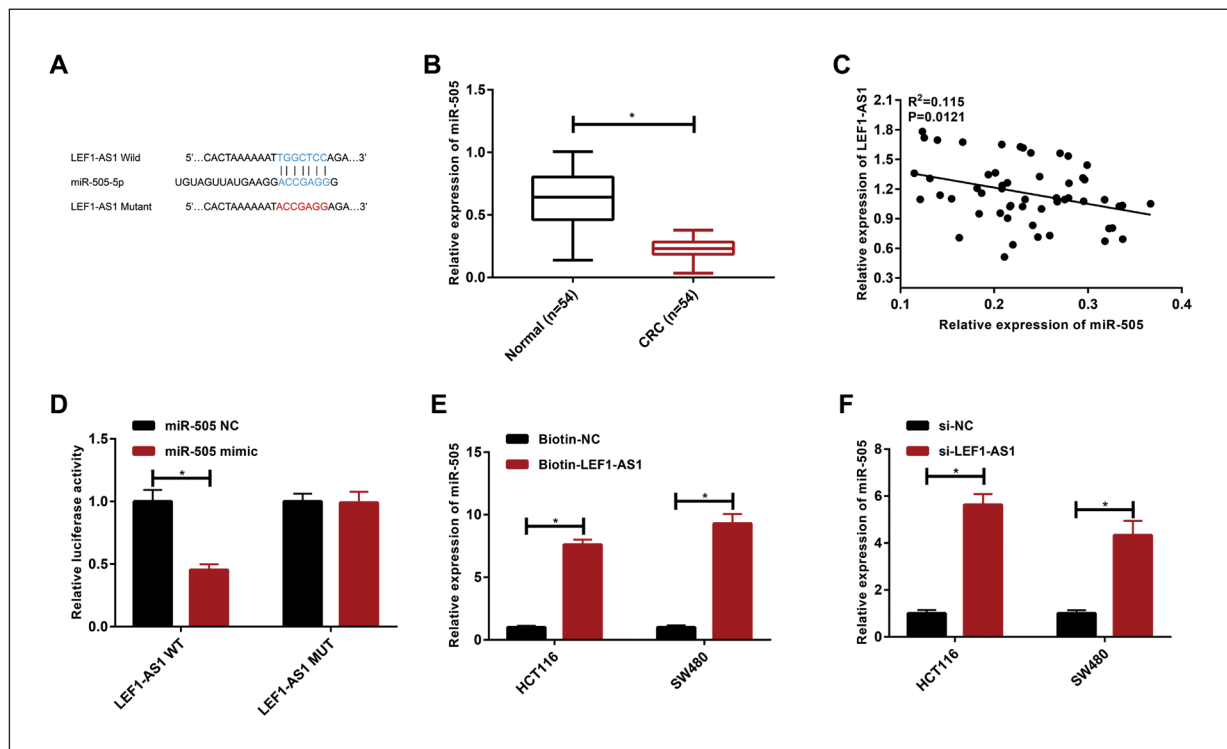 A
LEF1-AS1 Wild 5'...CACTAAAAAATTGGCTCCAGA...3'
miR-505-5p UGUAGUUAUGAAGGACCGAGGG
LEF1-AS1 Mutant 5'...CACTAAAAAATACCGAGGAGA...3'
B
Relative expression of miR-505
1.5
1.0
0.5
0.0
*
Normal (n=54)
CRC (n=54)
C
Relative expression of LEF1-AS1
R²=0.115
P=0.0121
2.1
1.8
1.5
1.2
0.9
0.6
0.3
0.1 0.2 0.3 0.4
Relative expression of miR-505
D
miR-505 NC
miR-505 mimic
Relative luciferase activity
1.5
1.0
0.5
0.0
*
LEF1-AS1 WT
LEF1-AS1 MUT
E
Biotin-NC
Biotin-LEF1-AS1
Relative expression of miR-505
15
10
5
0
*
*
HCT116
SW480
F
si-NC
si-LEF1-AS1
Relative expression of miR-505
8
6
4
2
0
*
*
HCT116
SW480